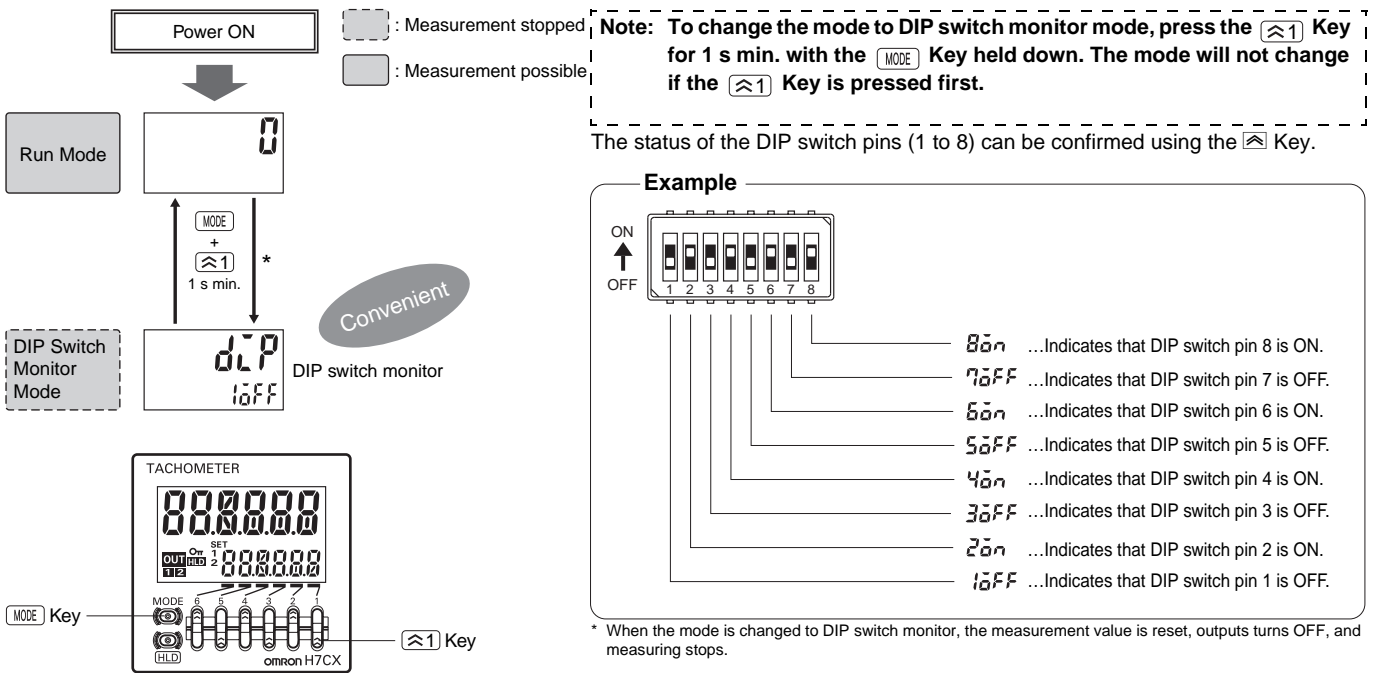 Power ON
: Measurement stopped
: Measurement possible
Run Mode
0
MODE
+
1
1 s min.
*
Convenient
DIP Switch
Monitor
Mode
dip
1off
DIP switch monitor
TACHOMETER
888888
OUT HLD SET 1
1 2 2 888888
MODE 6 5 4 3 2 1
HLD
OMRON H7CX
MODE Key
1 Key
Note: To change the mode to DIP switch monitor mode, press the 1 Key
for 1 s min. with the MODE Key held down. The mode will not change
if the 1 Key is pressed first.
The status of the DIP switch pins (1 to 8) can be confirmed using the Key.
Example
ON
OFF
1 2 3 4 5 6 7 8
8on …Indicates that DIP switch pin 8 is ON.
7off …Indicates that DIP switch pin 7 is OFF.
6on …Indicates that DIP switch pin 6 is ON.
5off …Indicates that DIP switch pin 5 is OFF.
4on …Indicates that DIP switch pin 4 is ON.
3off …Indicates that DIP switch pin 3 is OFF.
2on …Indicates that DIP switch pin 2 is ON.
1off …Indicates that DIP switch pin 1 is OFF.
* When the mode is changed to DIP switch monitor, the measurement value is reset, outputs turns OFF, and
measuring stops.